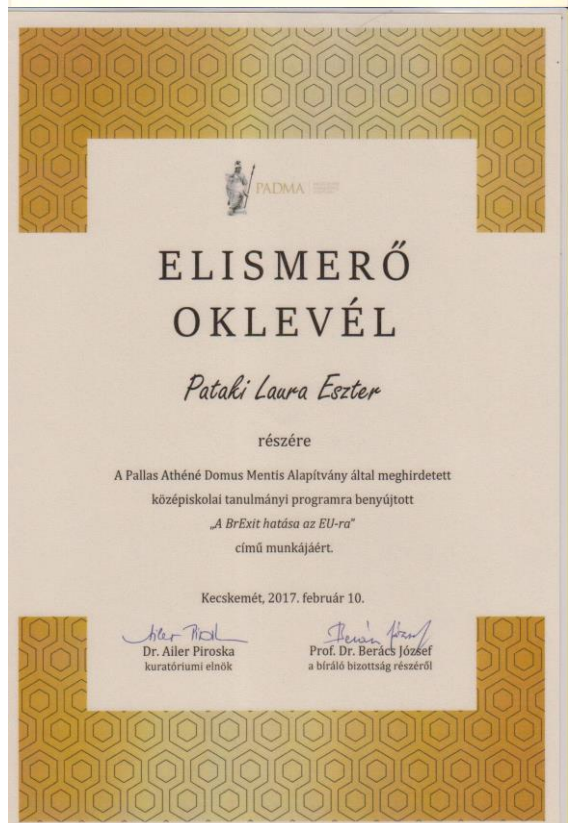 PADMA
ELISMERŐ
OKLEVÉL
Pataki Laura Eszter
részére
A Pallas Athéné Domus Mentis Alapítvány által meghirdetett
középiskolai tanulmányi programra benyújtott
„A BrExit hatása az EU-ra”
című munkájáért.
Kecskemét, 2017. február 10.
Dr. Ailer Piroska
kuratóriumi elnök
Prof. Dr. Berács József
a bíráló bizottság részéről